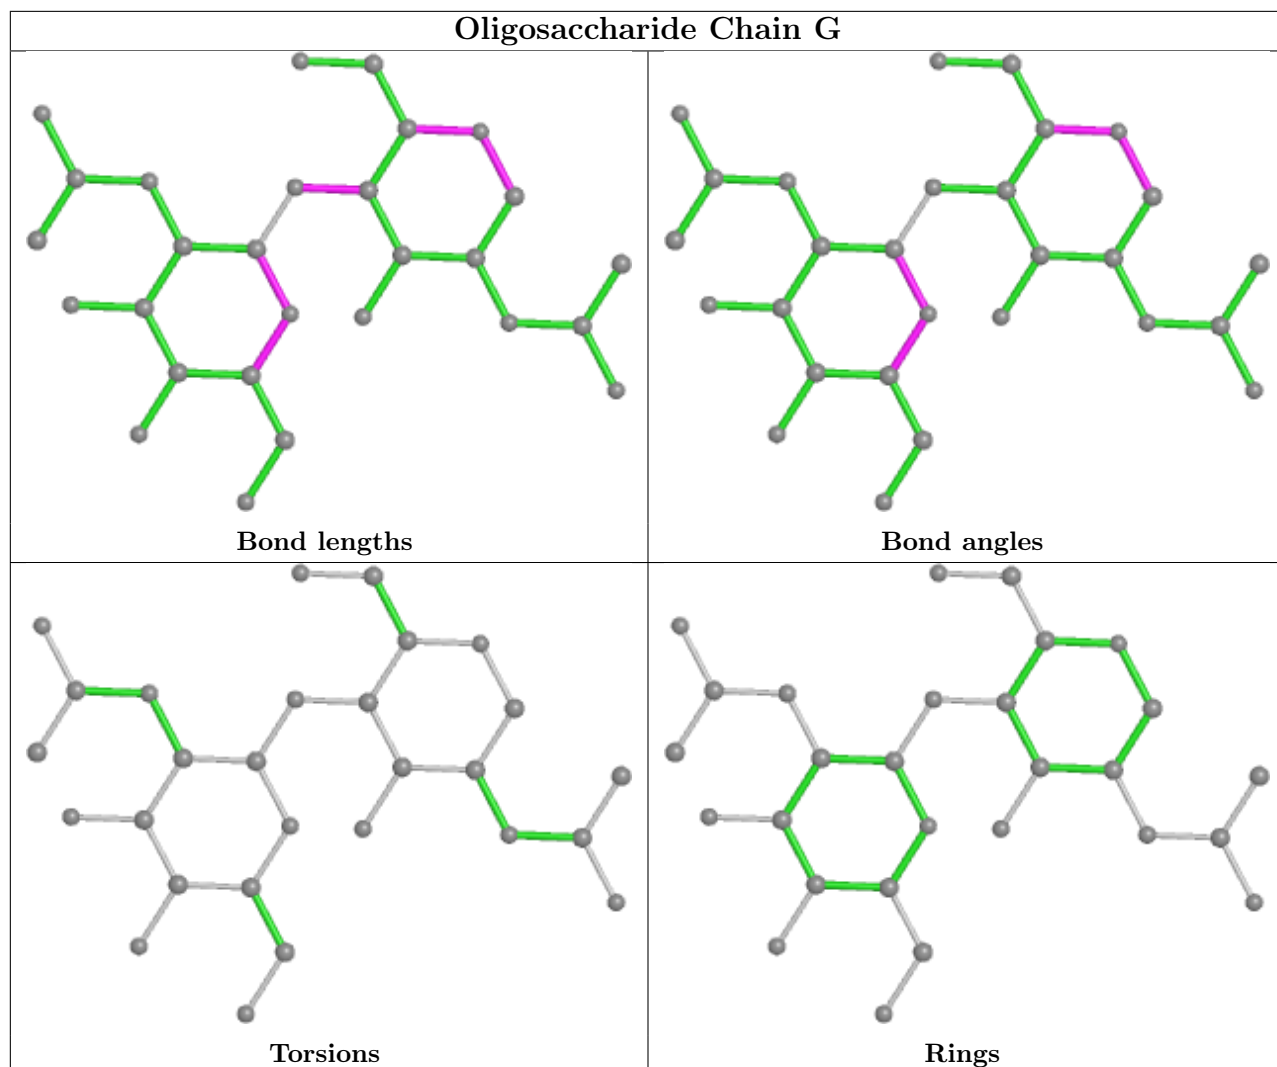 Oligosaccharide Chain G
Bond lengths
Bond angles
Torsions
Rings